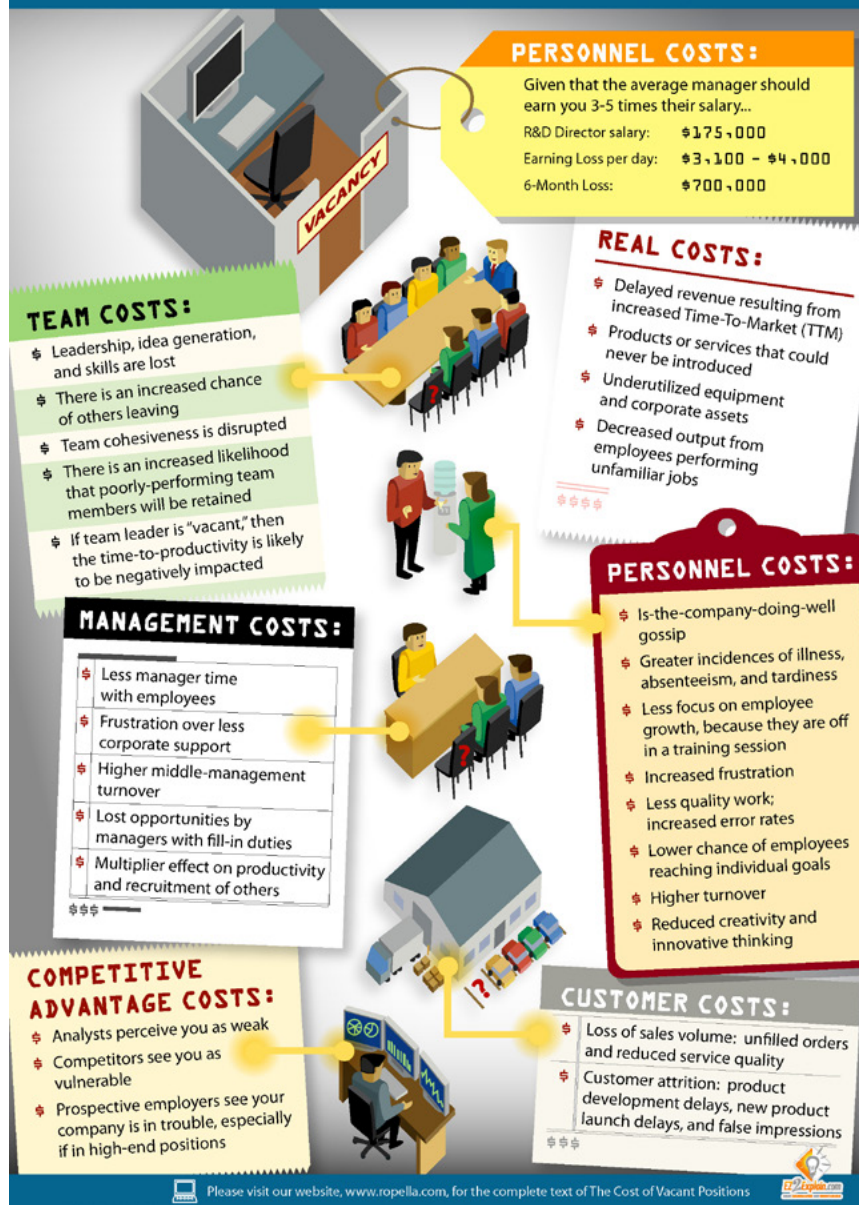 PERSONNEL COSTS:
Given that the average manager should
earn you 3-5 times their salary...
R&D Director salary: $175,000
Earning Loss per day: $3,100 - $4,000
6-Month Loss: $700,000
VACANCY
REAL COSTS:
$ Delayed revenue resulting from
increased Time-To-Market (TTM)
$ Products or services that could
never be introduced
$ Underutilized equipment
and corporate assets
$ Decreased output from
employees performing
unfamiliar jobs
$$$$
TEAM COSTS:
$ Leadership, idea generation,
and skills are lost
$ There is an increased chance
of others leaving
$ Team cohesiveness is disrupted
$ There is an increased likelihood
that poorly-performing team
members will be retained
$ If team leader is "vacant," then
the time-to-productivity is likely
to be negatively impacted
?
PERSONNEL COSTS:
$ Is-the-company-doing-well
gossip
$ Greater incidences of illness,
absenteeism, and tardiness
$ Less focus on employee
growth, because they are off
in a training session
$ Increased frustration
$ Less quality work;
increased error rates
$ Lower chance of employees
reaching individual goals
$ Higher turnover
$ Reduced creativity and
innovative thinking
MANAGEMENT COSTS:
$ Less manager time
with employees
$ Frustration over less
corporate support
$ Higher middle-management
turnover
$ Lost opportunities by
managers with fill-in duties
$ Multiplier effect on productivity
and recruitment of others
$$$
?
?
COMPETITIVE
ADVANTAGE COSTS:
$ Analysts perceive you as weak
$ Competitors see you as
vulnerable
$ Prospective employers see your
company is in trouble, especially
if in high-end positions
CUSTOMER COSTS:
$ Loss of sales volume: unfilled orders
and reduced service quality
$ Customer attrition: product
development delays, new product
launch delays, and false impressions
$$$
Please visit our website, www.ropella.com, for the complete text of The Cost of Vacant Positions
EZ2Explain.com